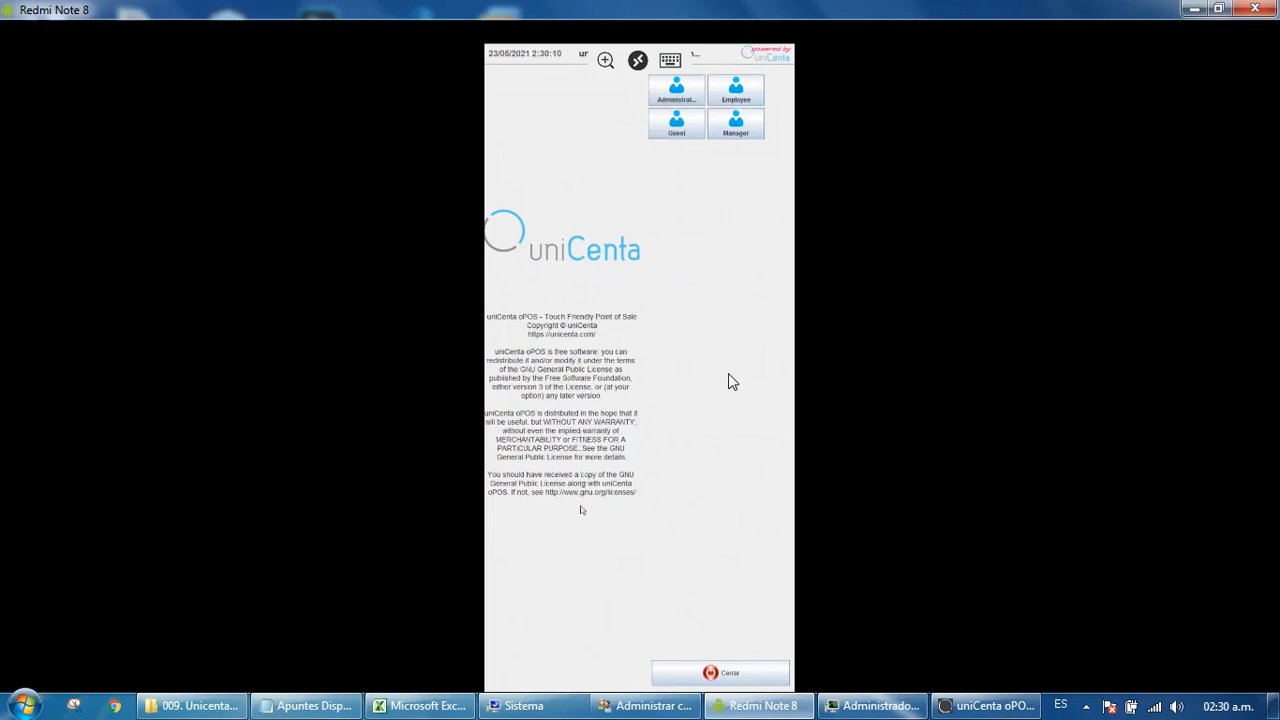 Redmi Note 8
23/05/2021 2:30:10
powered by
uniCenta
Administrat...
Employee
Guest
Manager
uniCenta
uniCenta oPOS - Touch Friendly Point of Sale
Copyright © uniCenta
https://unicenta.com/
uniCenta oPOS is free software: you can
redistribute it and/or modify it under the terms
of the GNU General Public License as
published by the Free Software Foundation,
either version 3 of the License, or (at your
option) any later version.
uniCenta oPOS is distributed in the hope that it
will be useful, but WITHOUT ANY WARRANTY;
without even the implied warranty of
MERCHANTABILITY or FITNESS FOR A
PARTICULAR PURPOSE. See the GNU
General Public License for more details.
You should have received a copy of the GNU
General Public License along with uniCenta
oPOS. If not, see http://www.gnu.org/licenses/
Cerrar
009. Unicenta...
Apuntes Disp...
Microsoft Exc...
Sistema
Administrar c...
Redmi Note 8
Administrado...
uniCenta oPO...
ES
02:30 a.m.